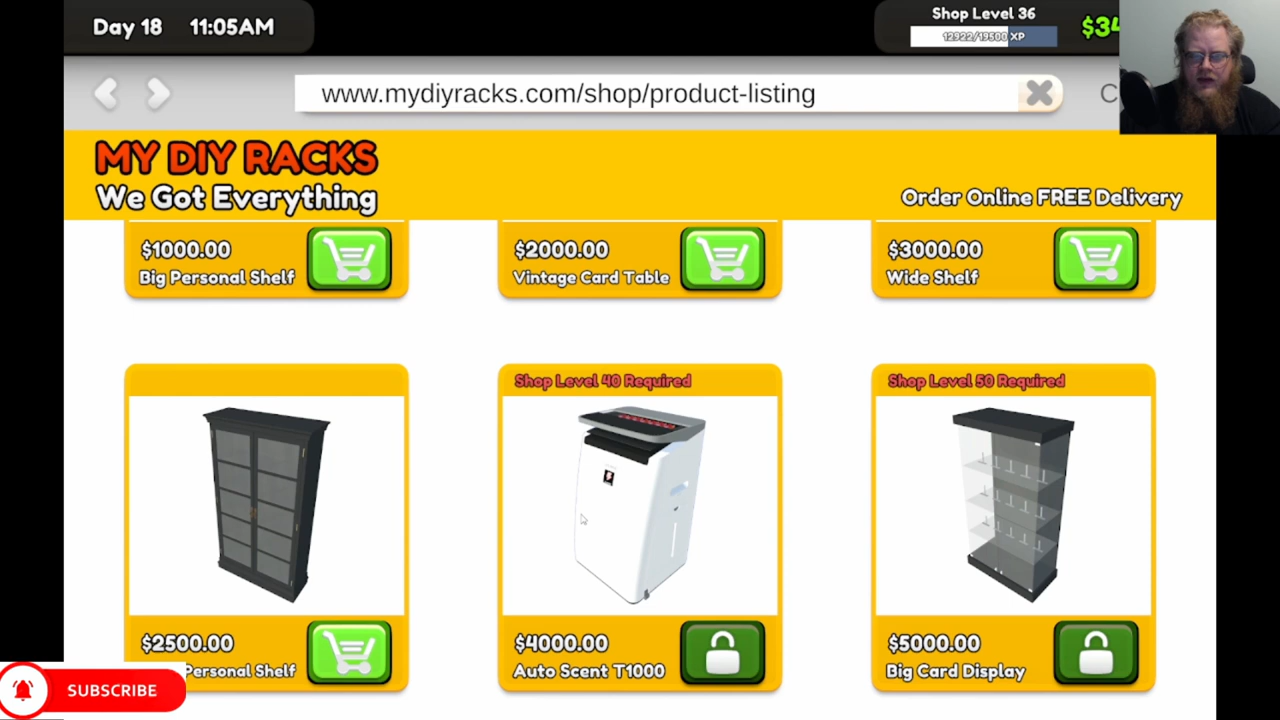 Day 18 11:05AM
Shop Level 36
12922/19500 XP
$34
www.mydiyracks.com/shop/product-listing
C
MY DIY RACKS
We Got Everything
Order Online FREE Delivery
$1000.00
Big Personal Shelf
$2000.00
Vintage Card Table
$3000.00
Wide Shelf
Shop Level 40 Required
Shop Level 50 Required
$2500.00
Personal Shelf
$4000.00
Auto Scent T1000
$5000.00
Big Card Display
SUBSCRIBE